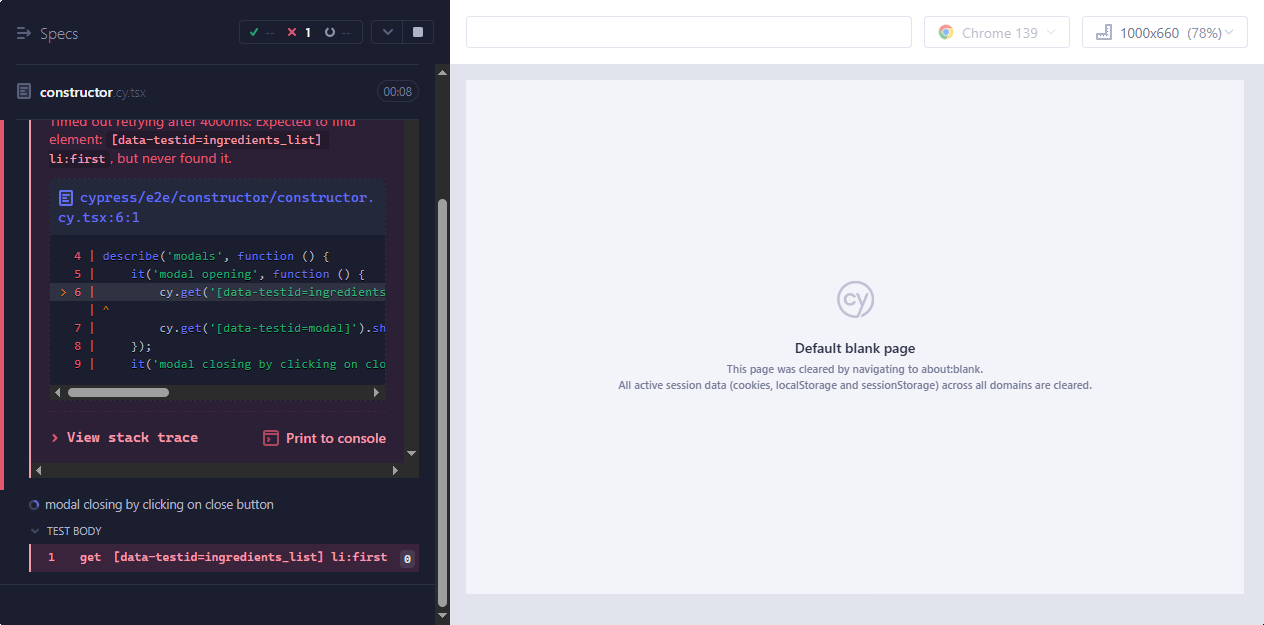 Specs
-- 1 --
Chrome 139
1000x660 (78%)
constructor.cy.tsx
00:08
Timed out retrying after 4000ms: Expected to find
element: [data-testid=ingredients_list]
li:first , but never found it.
cypress/e2e/constructor/constructor.
cy.tsx:6:1
4 | describe('modals', function () {
5 | it('modal opening', function () {
> 6 | cy.get('[data-testid=ingredients
| ^
7 | cy.get('[data-testid=modal]').sh
8 | });
9 | it('modal closing by clicking on clo
View stack trace
Print to console
modal closing by clicking on close button
TEST BODY
1 get [data-testid=ingredients_list] li:first 0
cy
Default blank page
This page was cleared by navigating to about:blank.
All active session data (cookies, localStorage and sessionStorage) across all domains are cleared.